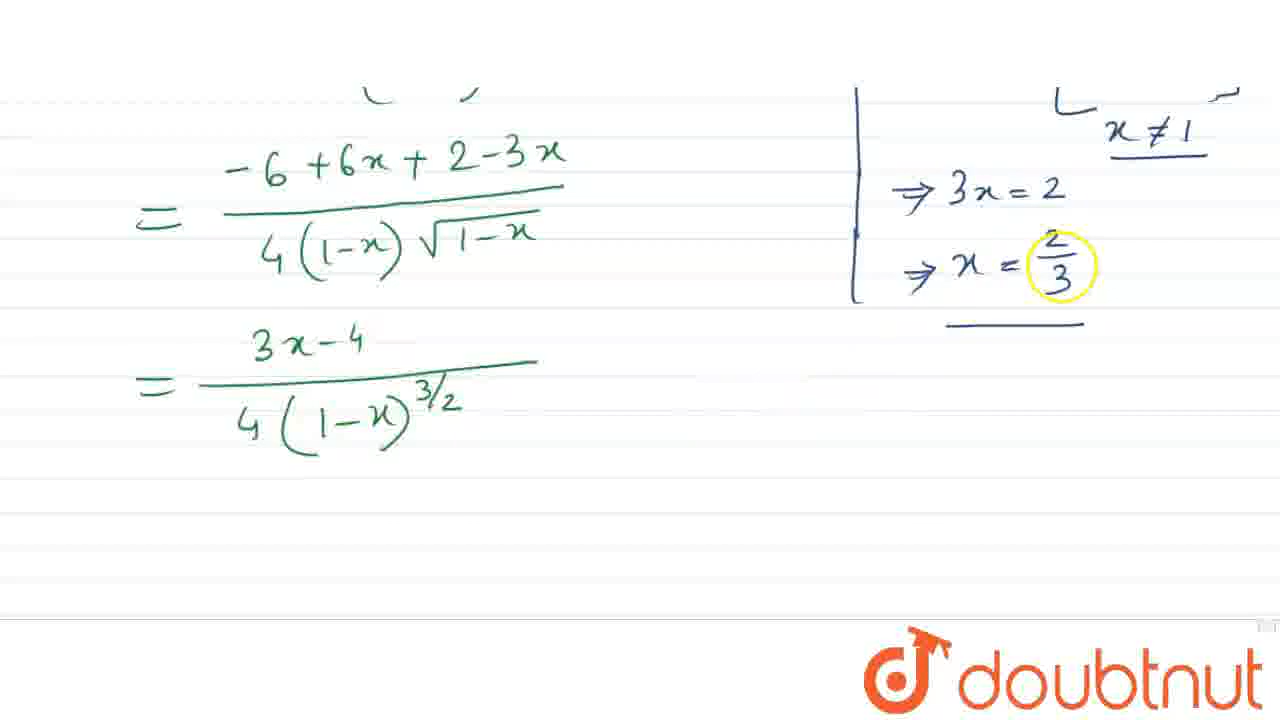 = (-6 + 6x + 2 - 3x) / (4(1-x)√(1-x))
= (3x - 4) / (4(1-x)^(3/2))
x ≠ 1
⇒ 3x = 2
⇒ x = 2/3
doubtnut